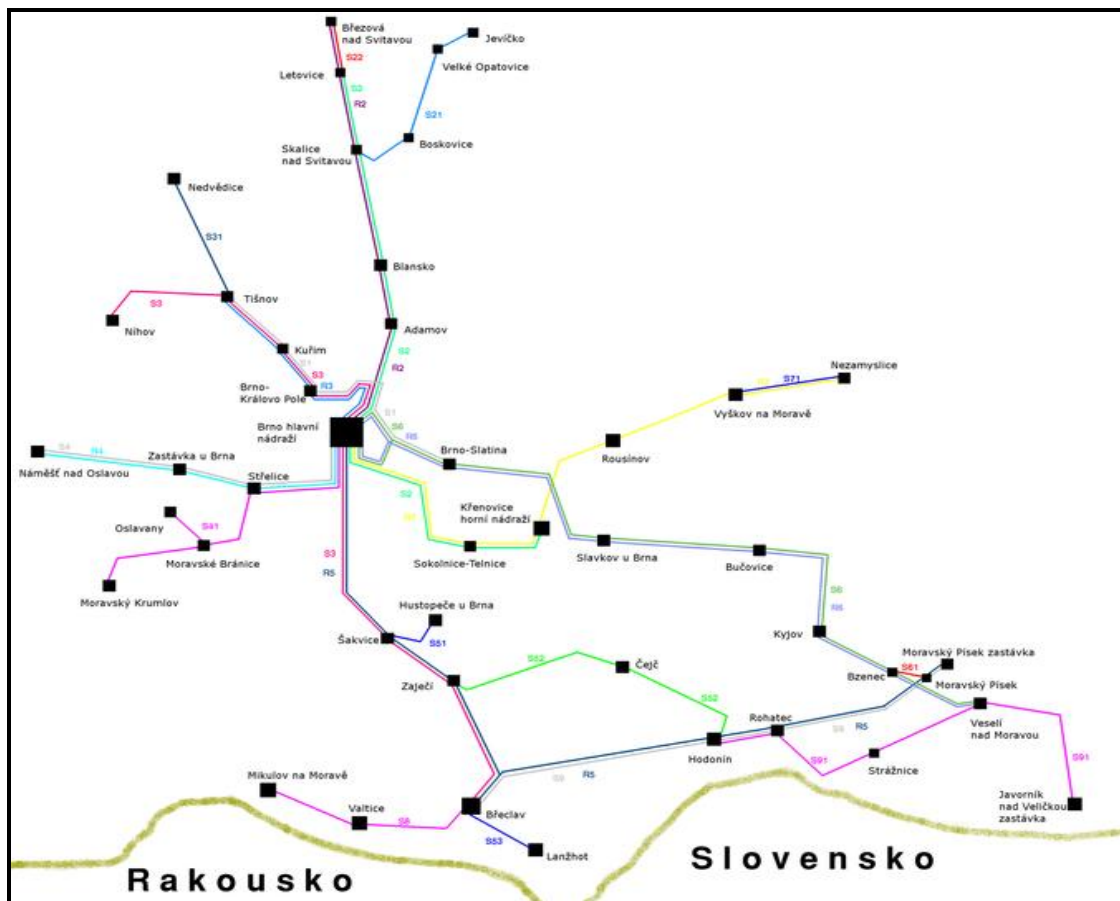 Březová
nad Svitavou
Jevíčko
S22
Velké Opatovice
Letovice
S2
R2
S21
Boskovice
Skalice
nad Svitavou
Nedvědice
S31
Blansko
Tišnov
S3
Níhov
Adamov
Kuřim
S1
S3
R3
S2
R2
Brno-
Královo Pole
Nezamyslice
S71
Vyškov na Moravě
S1
S6
R5
Brno hlavní
nádraží
Brno-Slatina
Rousínov
S4
R4
Zastávka u Brna
Náměšť nad Oslavou
Střelice
S2
Křenovice
horní nádraží
Oslavany
S41
Moravské Bránice
S3
R5
Sokolnice-Telnice
Slavkov u Brna
Bučovice
Moravský Krumlov
S6
R6
Hustopeče u Brna
S51
Šakvice
Kyjov
Moravský Písek zastávka
S52
Čejč
Zaječí
S61
Bzenec
Moravský Písek
S52
Rohatec
S9
R5
Veselí
nad Moravou
Hodonín
S91
Strážnice
S91
S9
R5
Mikulov na Moravě
Valtice
S8
Břeclav
S53
Lanžhot
Javorník
nad Veličkou
zastávka
Rakousko
Slovensko